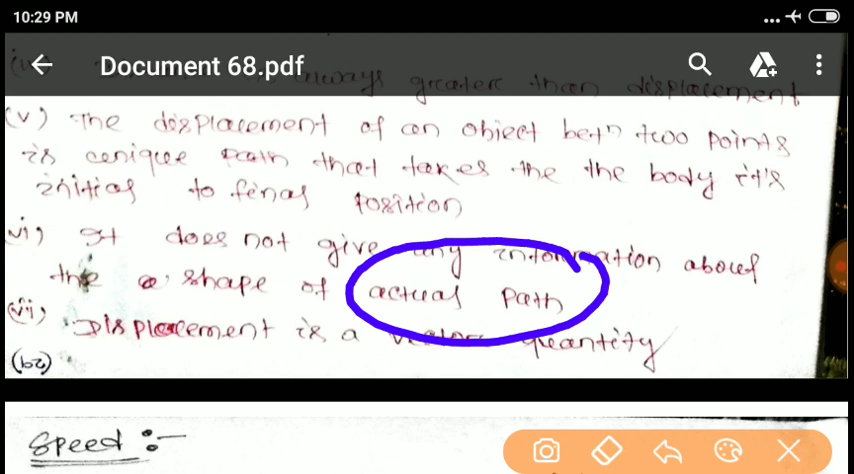 10:29 PM
Document 68.pdf
always greater than displacement
(v) The displacement of an object betn two points
is unique path that takes the the body it's
initial to final position
vi) It does not give any information about
the shape of actual path
(vii) Displacement is a vector quantity
Speed :-